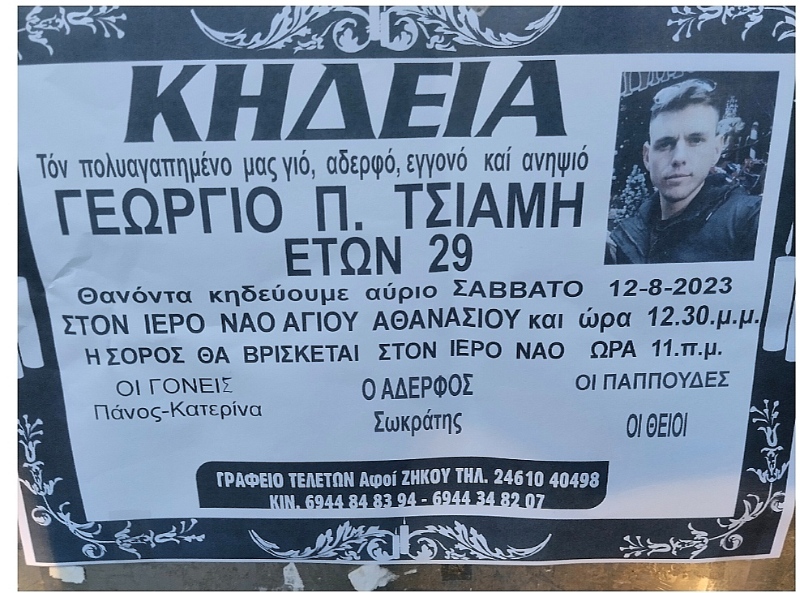 ΚΗΔΕΙΑ
Τόν πολυαγαπημένο μας γιό, αδερφό, εγγονό καί ανηψιό
ΓΕΩΡΓΙΟ Π. ΤΣΙΑΜΗ
ΕΤΩΝ 29
Θανόντα κηδεύουμε αύριο ΣΑΒΒΑΤΟ 12-8-2023
ΣΤΟΝ ΙΕΡΟ ΝΑΟ ΑΓΙΟΥ ΑΘΑΝΑΣΙΟΥ και ώρα 12.30.μ.μ.
Η ΣΟΡΟΣ ΘΑ ΒΡΙΣΚΕΤΑΙ ΣΤΟΝ ΙΕΡΟ ΝΑΟ ΩΡΑ 11.π.μ.
ΟΙ ΓΟΝΕΙΣ
Πάνος-Κατερίνα
Ο ΑΔΕΡΦΟΣ
Σωκράτης
ΟΙ ΠΑΠΠΟΥΔΕΣ
ΟΙ ΘΕΙΟΙ
ΓΡΑΦΕΙΟ ΤΕΛΕΤΩΝ Αφοί ΖΗΚΟΥ ΤΗΛ. 24610 40498
ΚΙΝ. 6944 84 83 94 - 6944 34 82 07